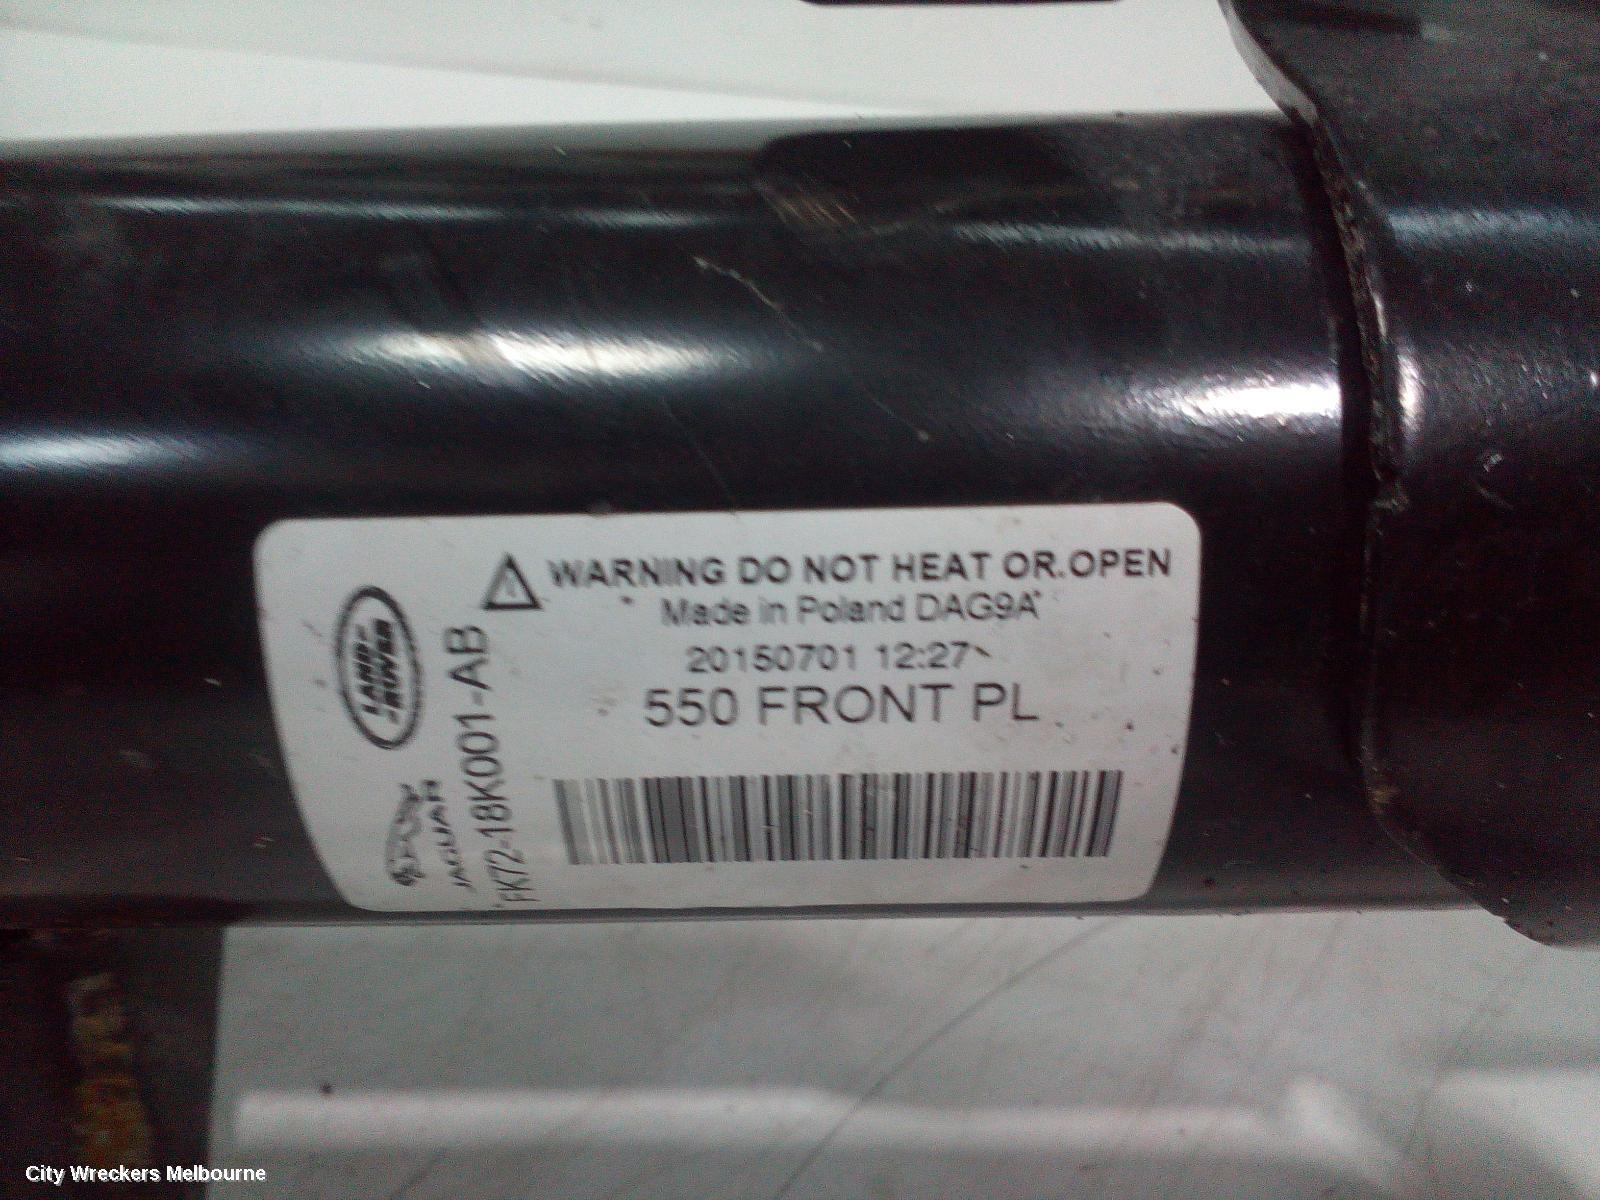 WARNING DO NOT HEAT OR OPEN
Made in Poland DAG9A
20150701 12:27
550 FRONT PL
LAND
ROVER
JAGUAR
FK72-18K001-AB
City Wreckers Melbourne